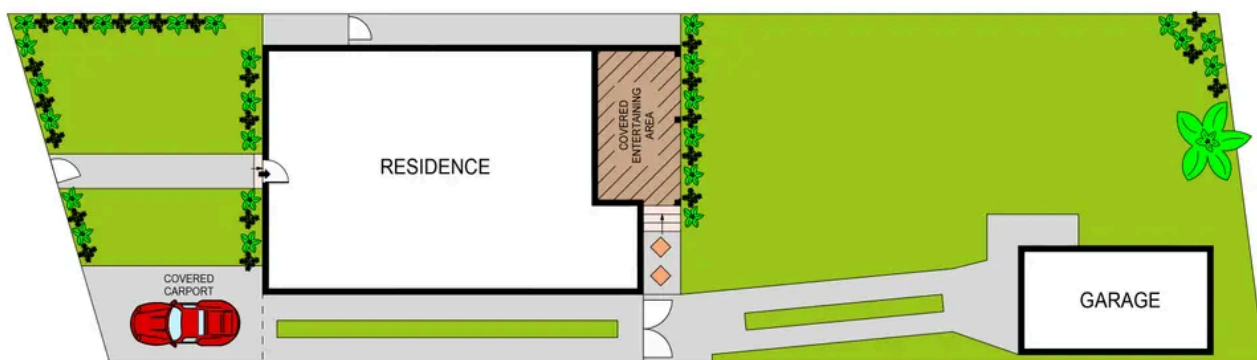 RESIDENCE
COVERED
ENTERTAINING
AREA
COVERED
CARPORT
GARAGE